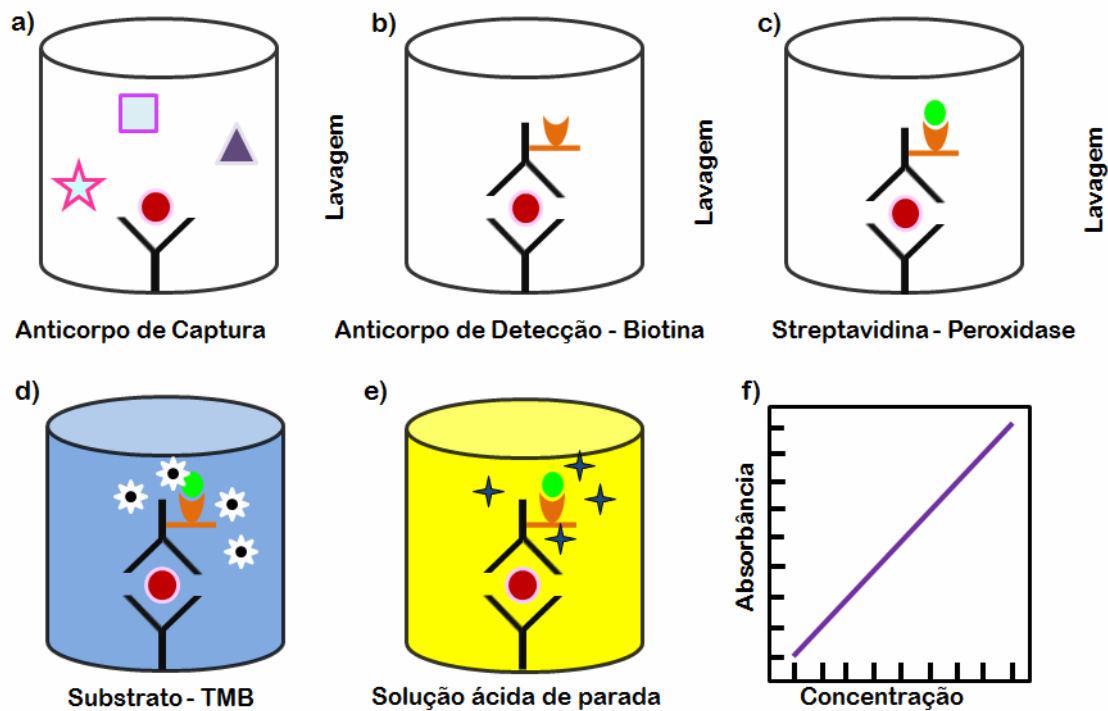 a)
b)
c)
Lavagem
Lavagem
Lavagem
Anticorpo de Captura
Anticorpo de Detecção - Biotina
Streptavidina - Peroxidase
d)
e)
f)
Absorbância
Substrato - TMB
Solução ácida de parada
Concentração